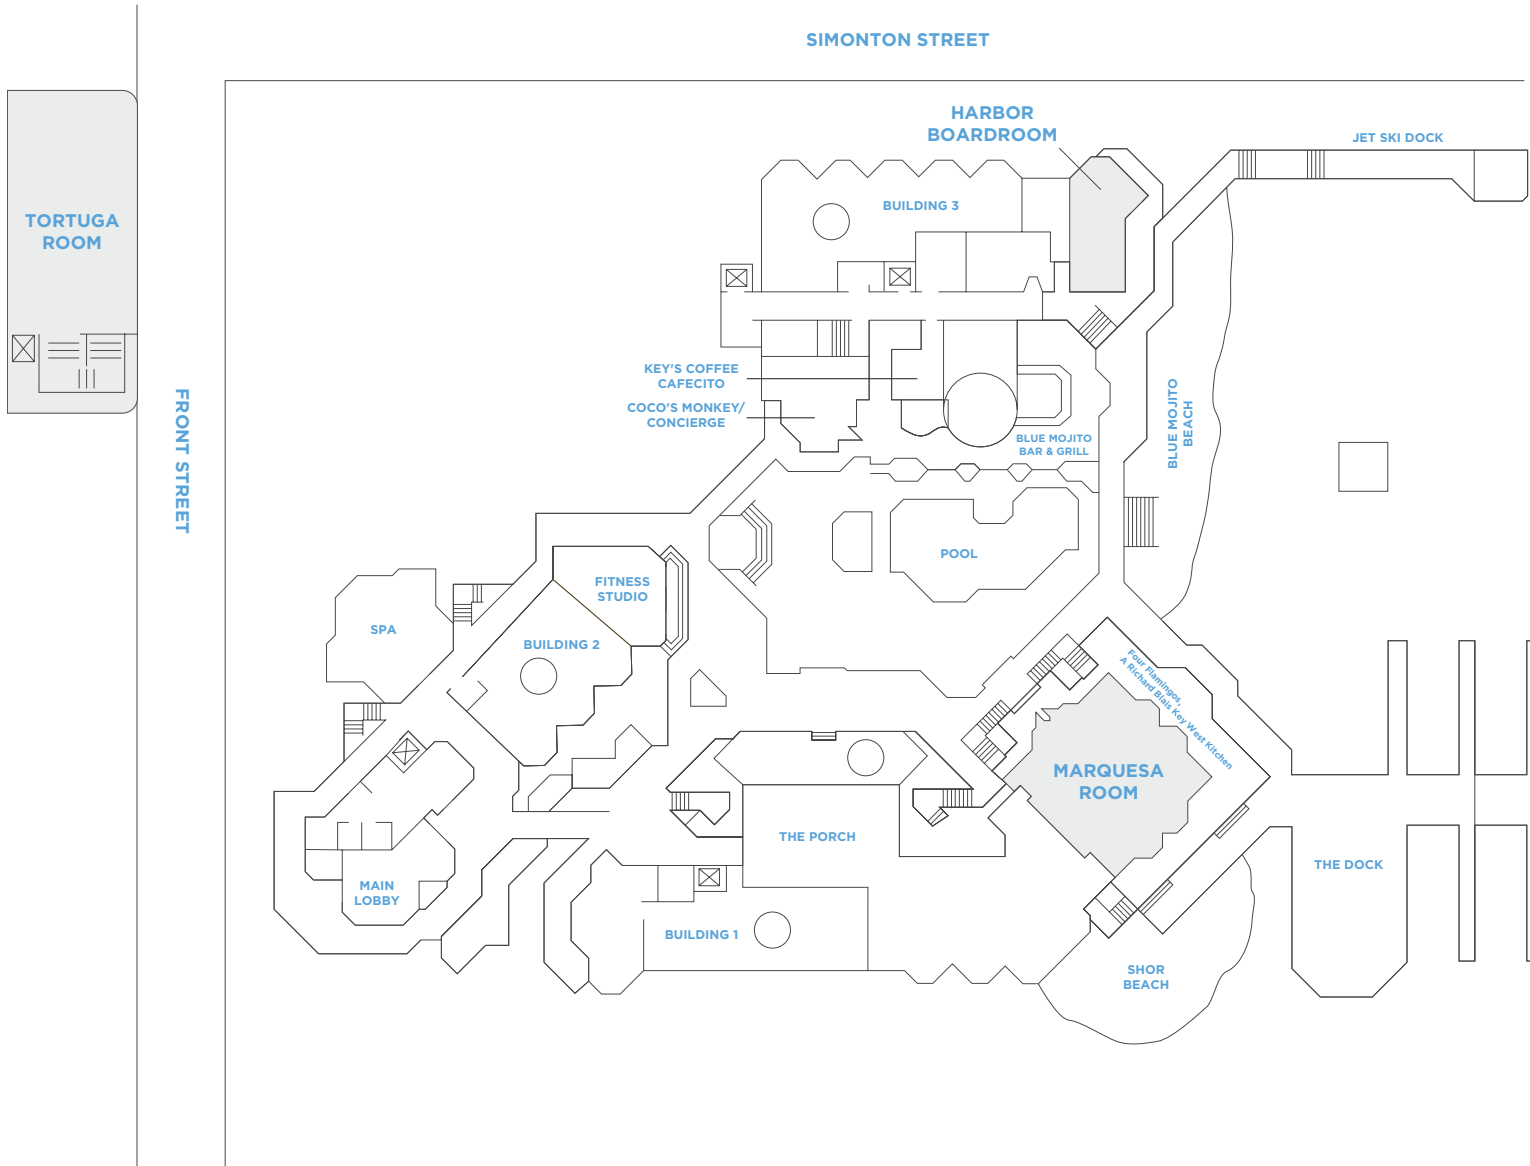 SIMONTON STREET
HARBOR
BOARDROOM
JET SKI DOCK
TORTUGA
ROOM
BUILDING 3
KEY'S COFFEE
CAFECITO
COCO'S MONKEY/
CONCIERGE
FRONT STREET
BLUE MOJITO
BEACH
BLUE MOJITO
BAR & GRILL
POOL
FITNESS
STUDIO
SPA
BUILDING 2
Four Flamingos,
A Richard Blais Key West Kitchen
MARQUESA
ROOM
THE PORCH
THE DOCK
MAIN
LOBBY
BUILDING 1
SHOR
BEACH